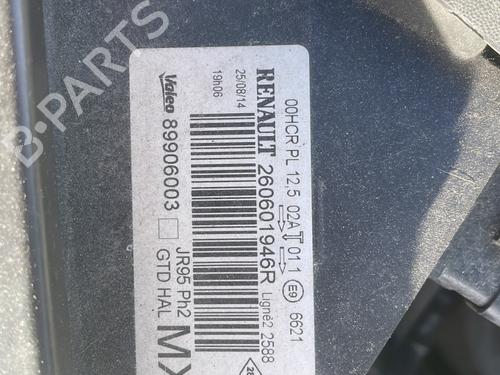 00HCR PL 12,5 02A 01 1 E9 6621
RENAULT 260601946R Ligne2 2588
25/08/14
19h06
Valeo 89906003 JR95 Ph2
GTD HAL
B-PARTS